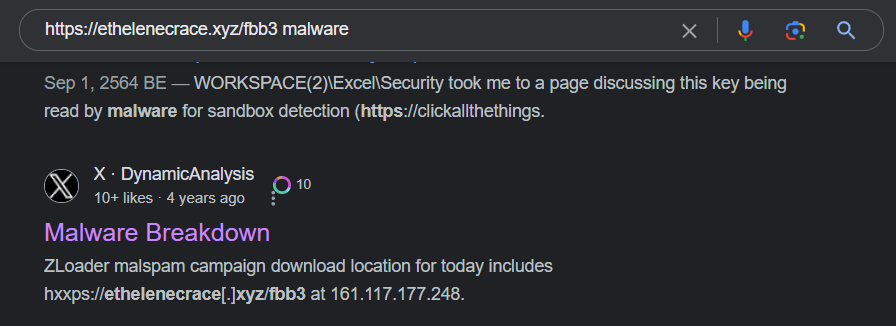 https://ethelenecrace.xyz/fbb3 malware
Sep 1, 2564 BE — WORKSPACE(2)\Excel\Security took me to a page discussing this key being
read by malware for sandbox detection (https://clickallthethings.
X · DynamicAnalysis
10+ likes · 4 years ago
10
Malware Breakdown
ZLoader malspam campaign download location for today includes
hxxps://ethelenecrace[.]xyz/fbb3 at 161.117.177.248.